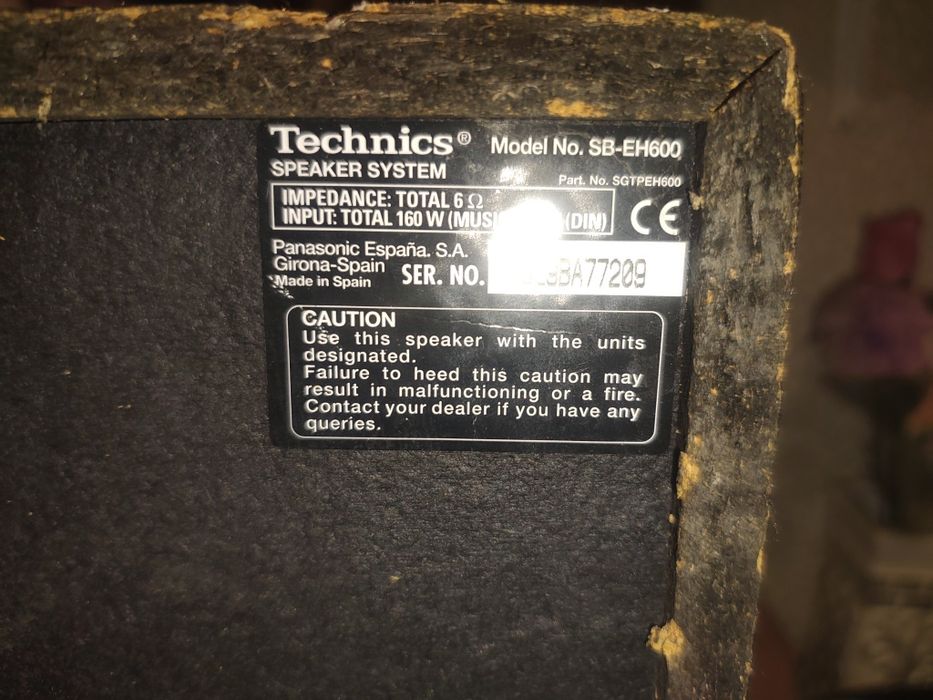 Technics® Model No. SB-EH600
SPEAKER SYSTEM
Part. No. SGTPEH600
IMPEDANCE: TOTAL 6 Ω
INPUT: TOTAL 160 W (DIN)
CE
Panasonic España. S.A.
Girona-Spain
Made in Spain
SER. NO.
CAUTION
Use this speaker with the units
designated.
Failure to heed this caution may
result in malfunctioning or a fire.
Contact your dealer if you have any
queries.